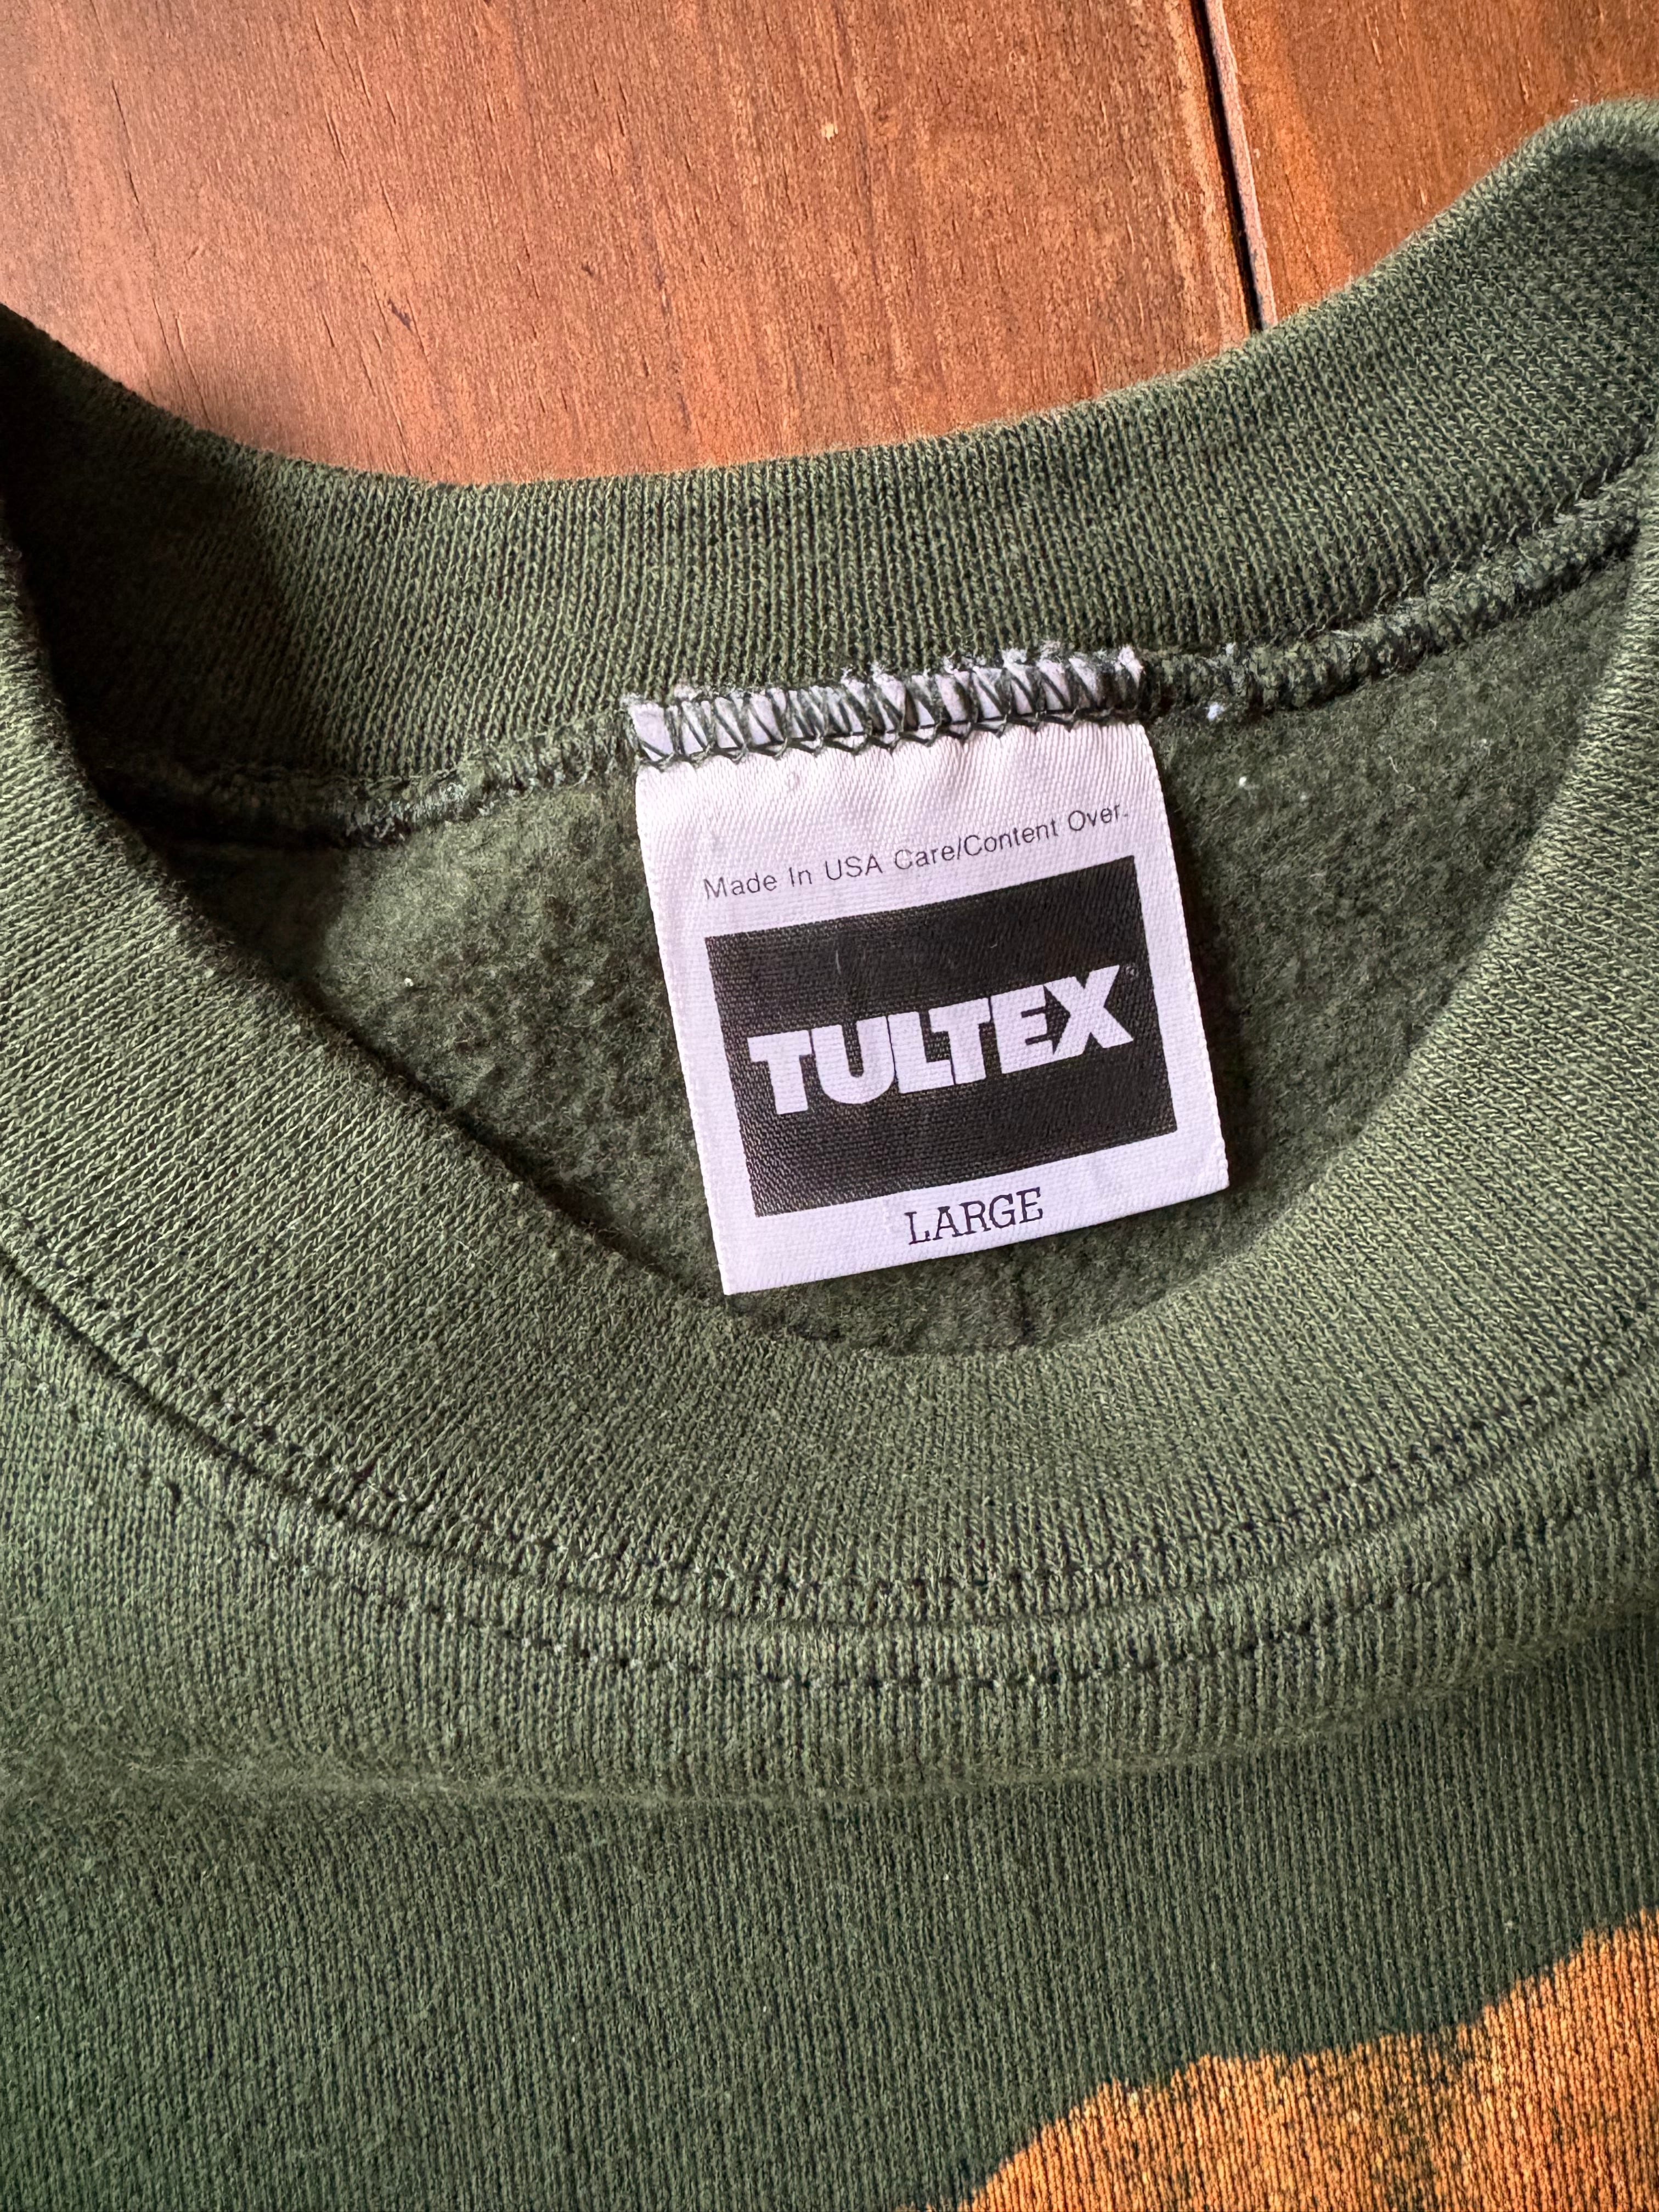 Made In USA Care/Content Over.
TULTEX®
LARGE